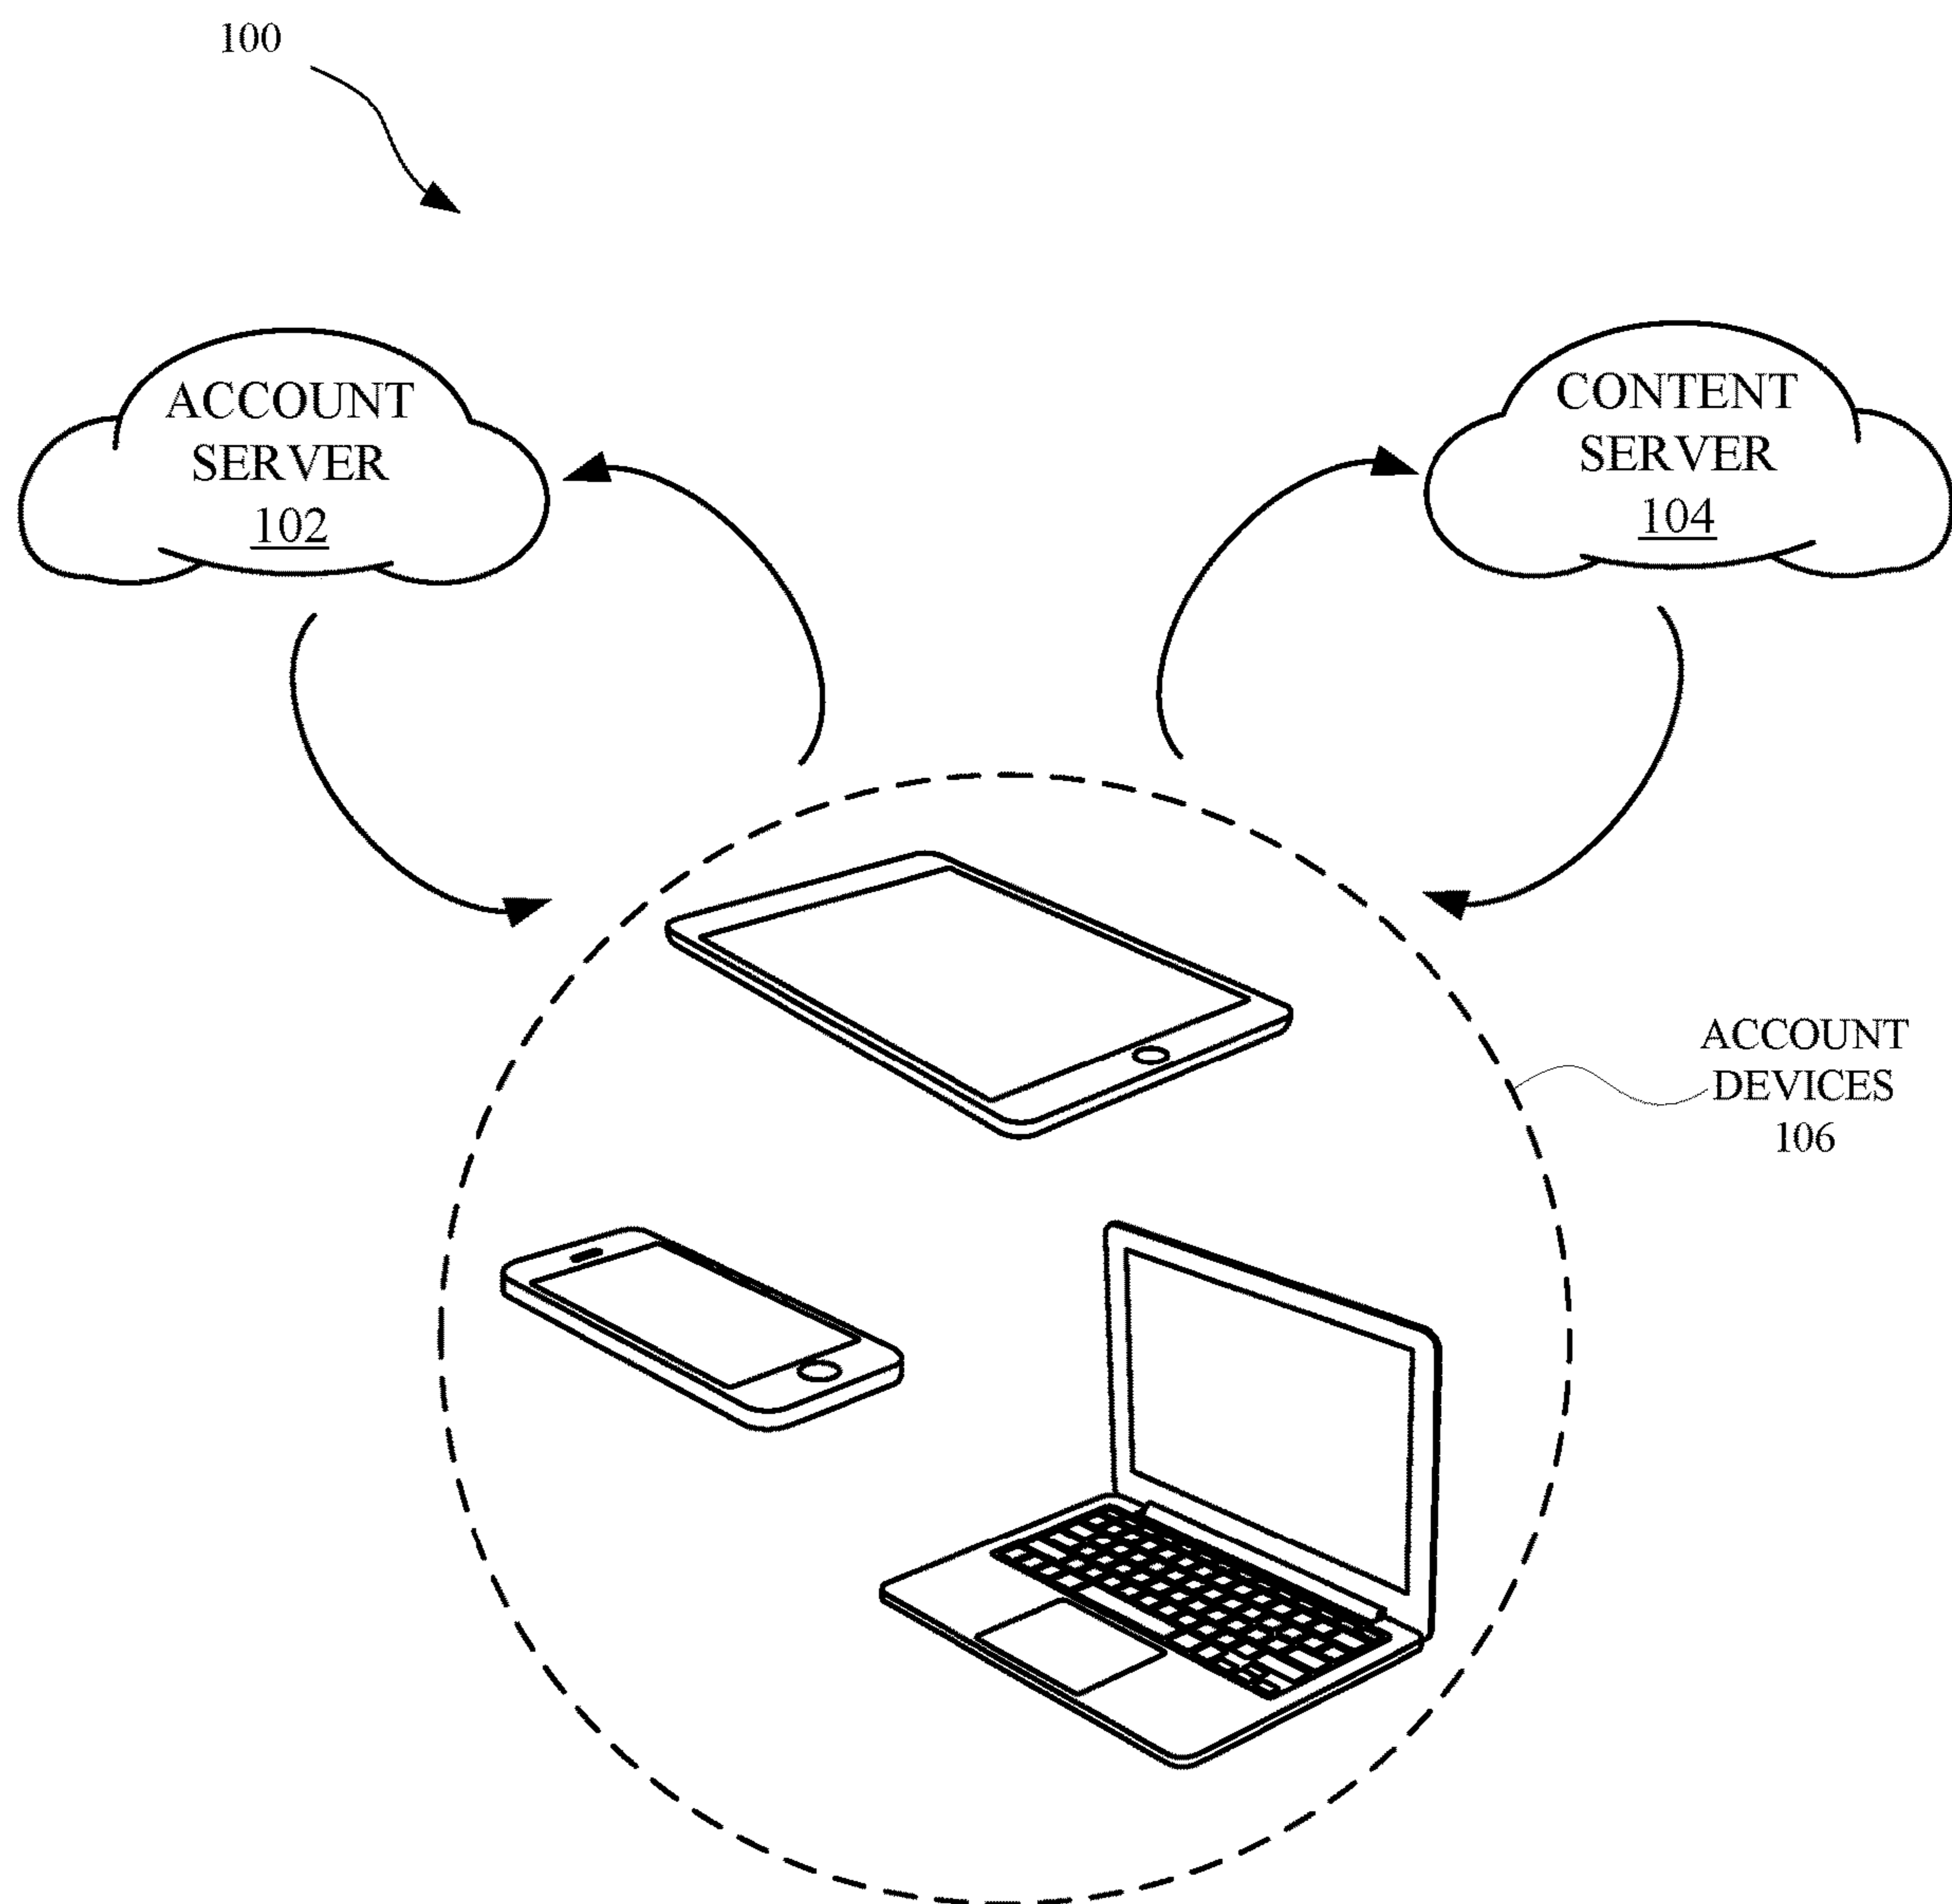 100
ACCOUNT
SERVER
102
CONTENT
SERVER
104
ACCOUNT
DEVICES
106